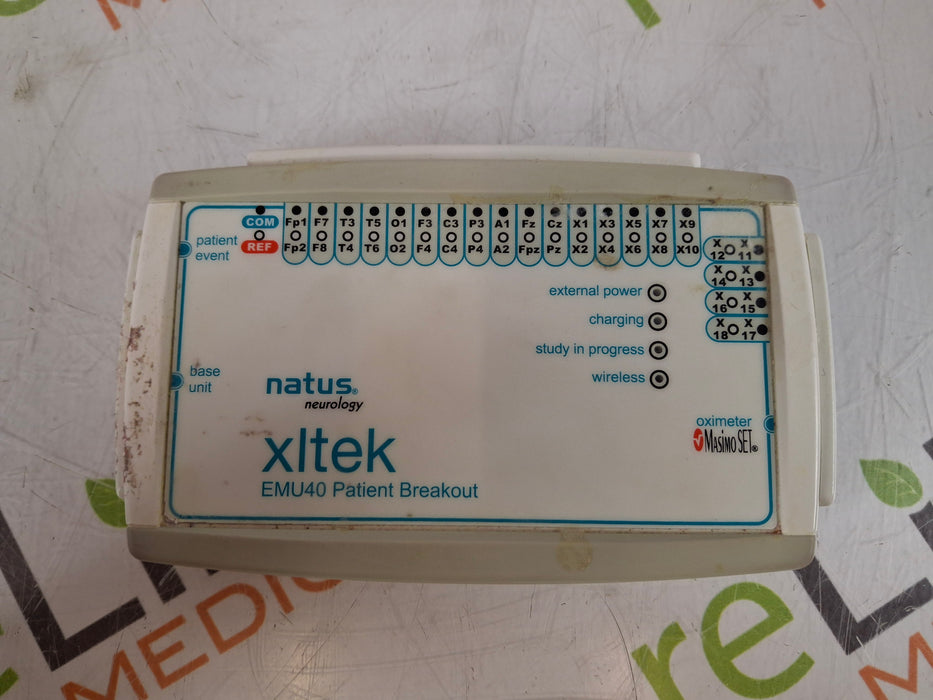 COM Fp1 F7 T3 T5 O1 F3 C3 P3 A1 Fz Cz X1 X3 X5 X7 X9
REF Fp2 F8 T4 T6 O2 F4 C4 P4 A2 Fpz Pz X2 X4 X6 X8 X10
patient
event
X X
12 11
X X
14 13
X X
16 15
X X
18 17
external power
charging
study in progress
wireless
base
unit
natus®
neurology
oximeter
Masimo SET®
xltek
EMU40 Patient Breakout
reLi
MEDIC
re